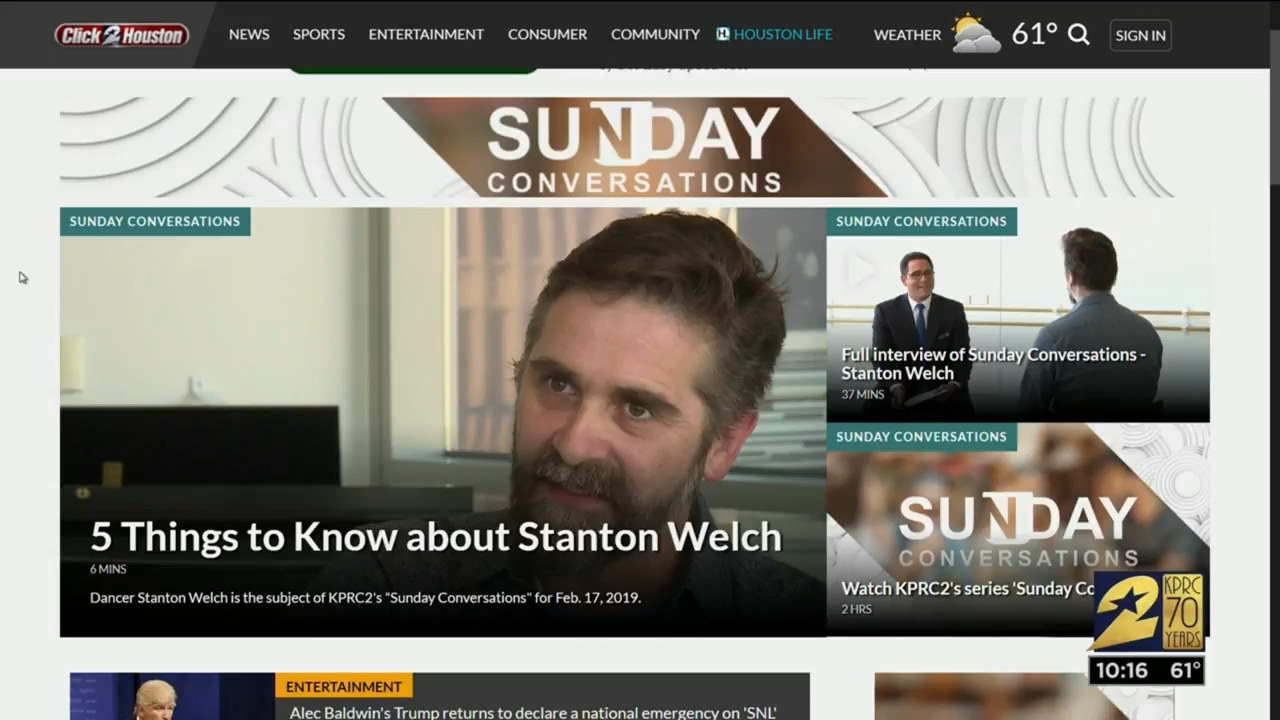 Click2Houston
NEWS SPORTS ENTERTAINMENT CONSUMER COMMUNITY H HOUSTON LIFE WEATHER 61° SIGN IN
SUNDAY
CONVERSATIONS
SUNDAY CONVERSATIONS
5 Things to Know about Stanton Welch
6 MINS
Dancer Stanton Welch is the subject of KPRC2's "Sunday Conversations" for Feb. 17, 2019.
SUNDAY CONVERSATIONS
Full interview of Sunday Conversations -
Stanton Welch
37 MINS
SUNDAY CONVERSATIONS
SUNDAY
CONVERSATIONS
Watch KPRC2's series 'Sunday Co
2 HRS
2 KPRC
70
YEARS
10:16 61°
ENTERTAINMENT
Alec Baldwin's Trump returns to declare a national emergency on 'SNL'